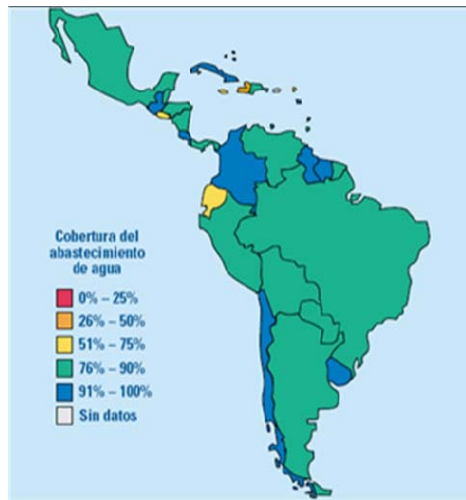 Cobertura del
abastecimiento
de agua
0% – 25%
26% – 50%
51% – 75%
76% – 90%
91% – 100%
Sin datos